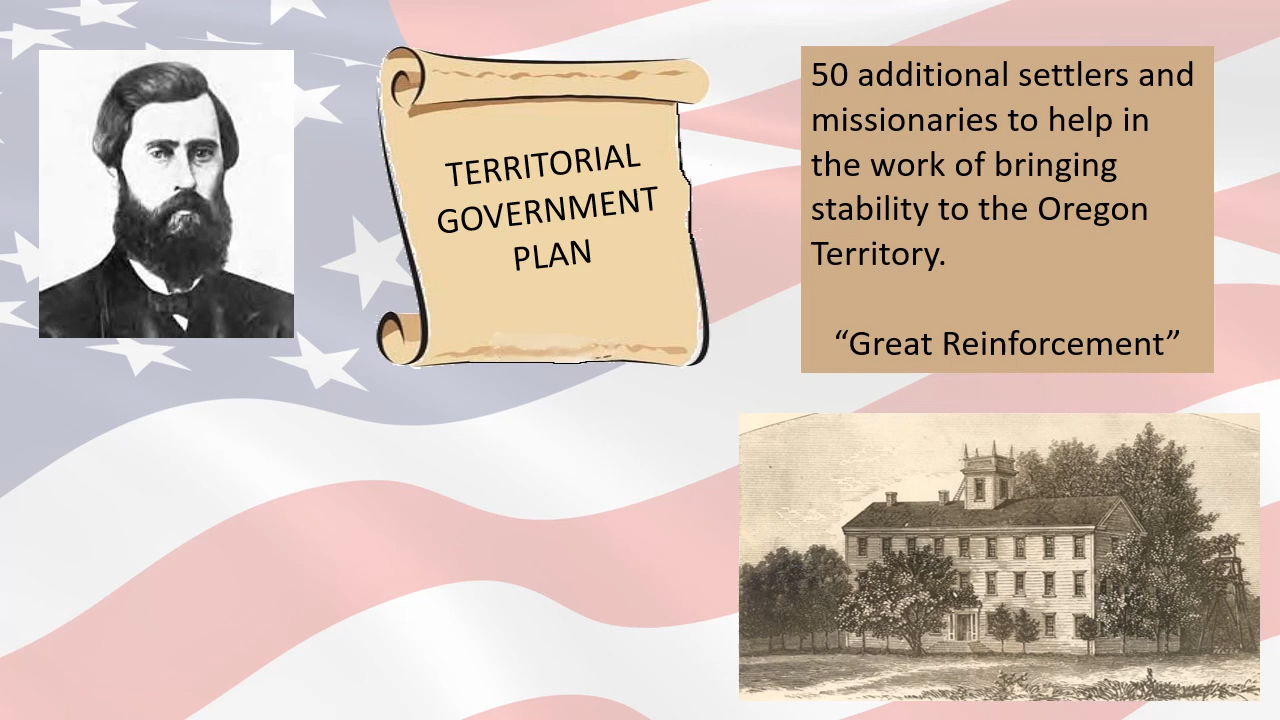 TERRITORIAL
GOVERNMENT
PLAN
50 additional settlers and
missionaries to help in
the work of bringing
stability to the Oregon
Territory.
“Great Reinforcement”